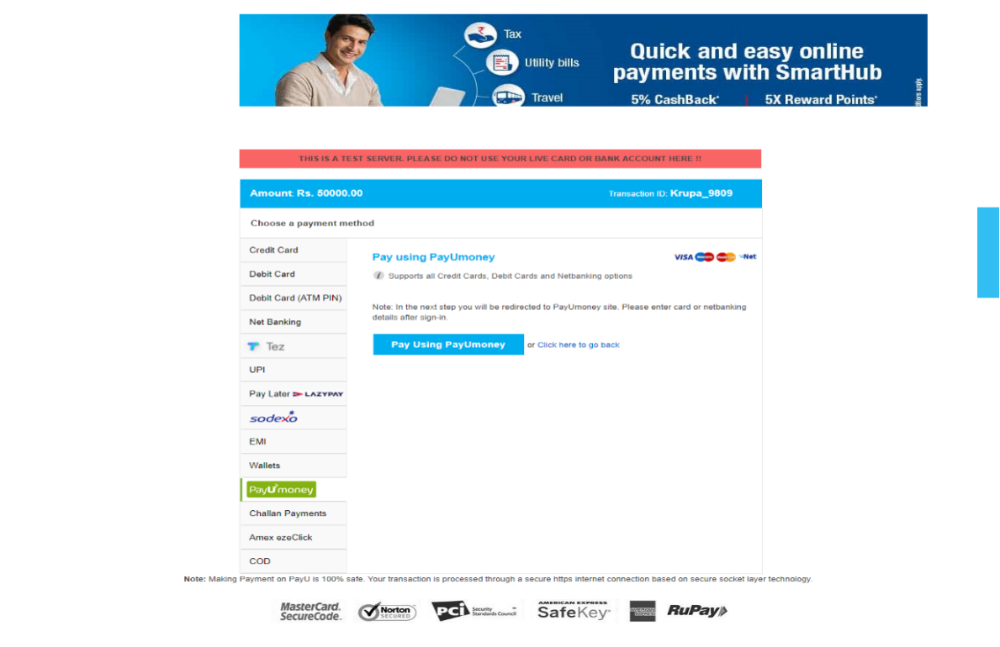 Tax
Utility bills
Travel
Quick and easy online
payments with SmartHub
5% CashBack* | 5X Reward Points*
THIS IS A TEST SERVER. PLEASE DO NOT USE YOUR LIVE CARD OR BANK ACCOUNT HERE !!
Amount: Rs. 50000.00
Transaction ID: Krupa_9809
Choose a payment method
Credit Card
Debit Card
Debit Card (ATM PIN)
Net Banking
Tez
UPI
Pay Later LAZYPAY
sodexo
EMI
Wallets
PayUmoney
Challan Payments
Amex ezeClick
COD
Pay using PayUmoney
VISA Net
Supports all Credit Cards, Debit Cards and Netbanking options
Note: In the next step you will be redirected to PayUmoney site. Please enter card or netbanking
details after sign-in.
Pay Using PayUmoney or Click here to go back
Note: Making Payment on PayU is 100% safe. Your transaction is processed through a secure https internet connection based on secure socket layer technology.
MasterCard.
SecureCode.
Norton
SECURED
PCI Security
Standards Council
AMERICAN EXPRESS
SafeKey
AMERICAN
EXPRESS
RuPay